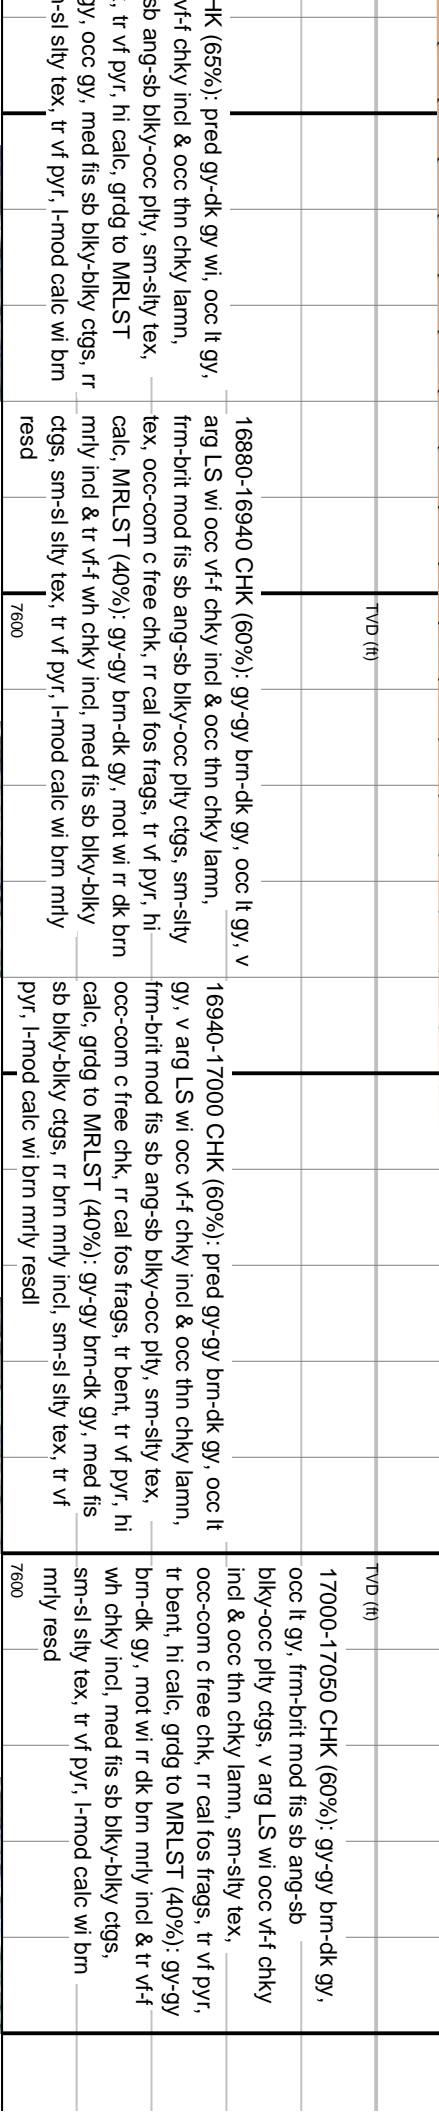 HK (65%): pred gy-dk gy wi, occ lt gy,
vf-f chky incl & occ thn chky lamn,
sb ang-sb blky-occ plty, sm-slty tex,
, tr vf pyr, hi calc, grdg to MRLST
gy, occ gy, med fis sb blky-blky ctgs, rr
n-sl slty tex, tr vf pyr, l-mod calc wi brn
16880-16940 CHK (60%): gy-gy brn-dk gy, occ lt gy, v
arg LS wi occ vf-f chky incl & occ thn chky lamn,
frm-brit mod fis sb ang-sb blky-occ plty ctgs, sm-slty
tex, occ-com c free chk, rr cal fos frags, tr vf pyr, hi
calc, MRLST (40%): gy-gy brn-dk gy, mot wi rr dk brn
mrly incl & tr vf-f wh chky incl, med fis sb blky-blky
ctgs, sm-sl slty tex, tr vf pyr, l-mod calc wi brn mrly
resd
TVD (ft)
7600
16940-17000 CHK (60%): pred gy-gy brn-dk gy, occ lt
gy, v arg LS wi occ vf-f chky incl & occ thn chky lamn,
frm-brit mod fis sb ang-sb blky-occ plty, sm-slty tex,
occ-com c free chk, rr cal fos frags, tr bent, tr vf pyr, hi
calc, grdg to MRLST (40%): gy-gy brn-dk gy, med fis
sb blky-blky ctgs, rr brn mrly incl, sm-sl slty tex, tr vf
pyr, l-mod calc wi brn mrly resdl
TVD (ft)
7600
17000-17050 CHK (60%): gy-gy brn-dk gy,
occ lt gy, frm-brit mod fis sb ang-sb
blky-occ plty ctgs, v arg LS wi occ vf-f chky
incl & occ thn chky lamn, sm-slty tex,
occ-com c free chk, rr cal fos frags, tr vf pyr,
tr bent, hi calc, grdg to MRLST (40%): gy-gy
brn-dk gy, mot wi rr dk brn mrly incl & tr vf-f
wh chky incl, med fis sb blky-blky ctgs,
sm-sl slty tex, tr vf pyr, l-mod calc wi brn
mrly resd